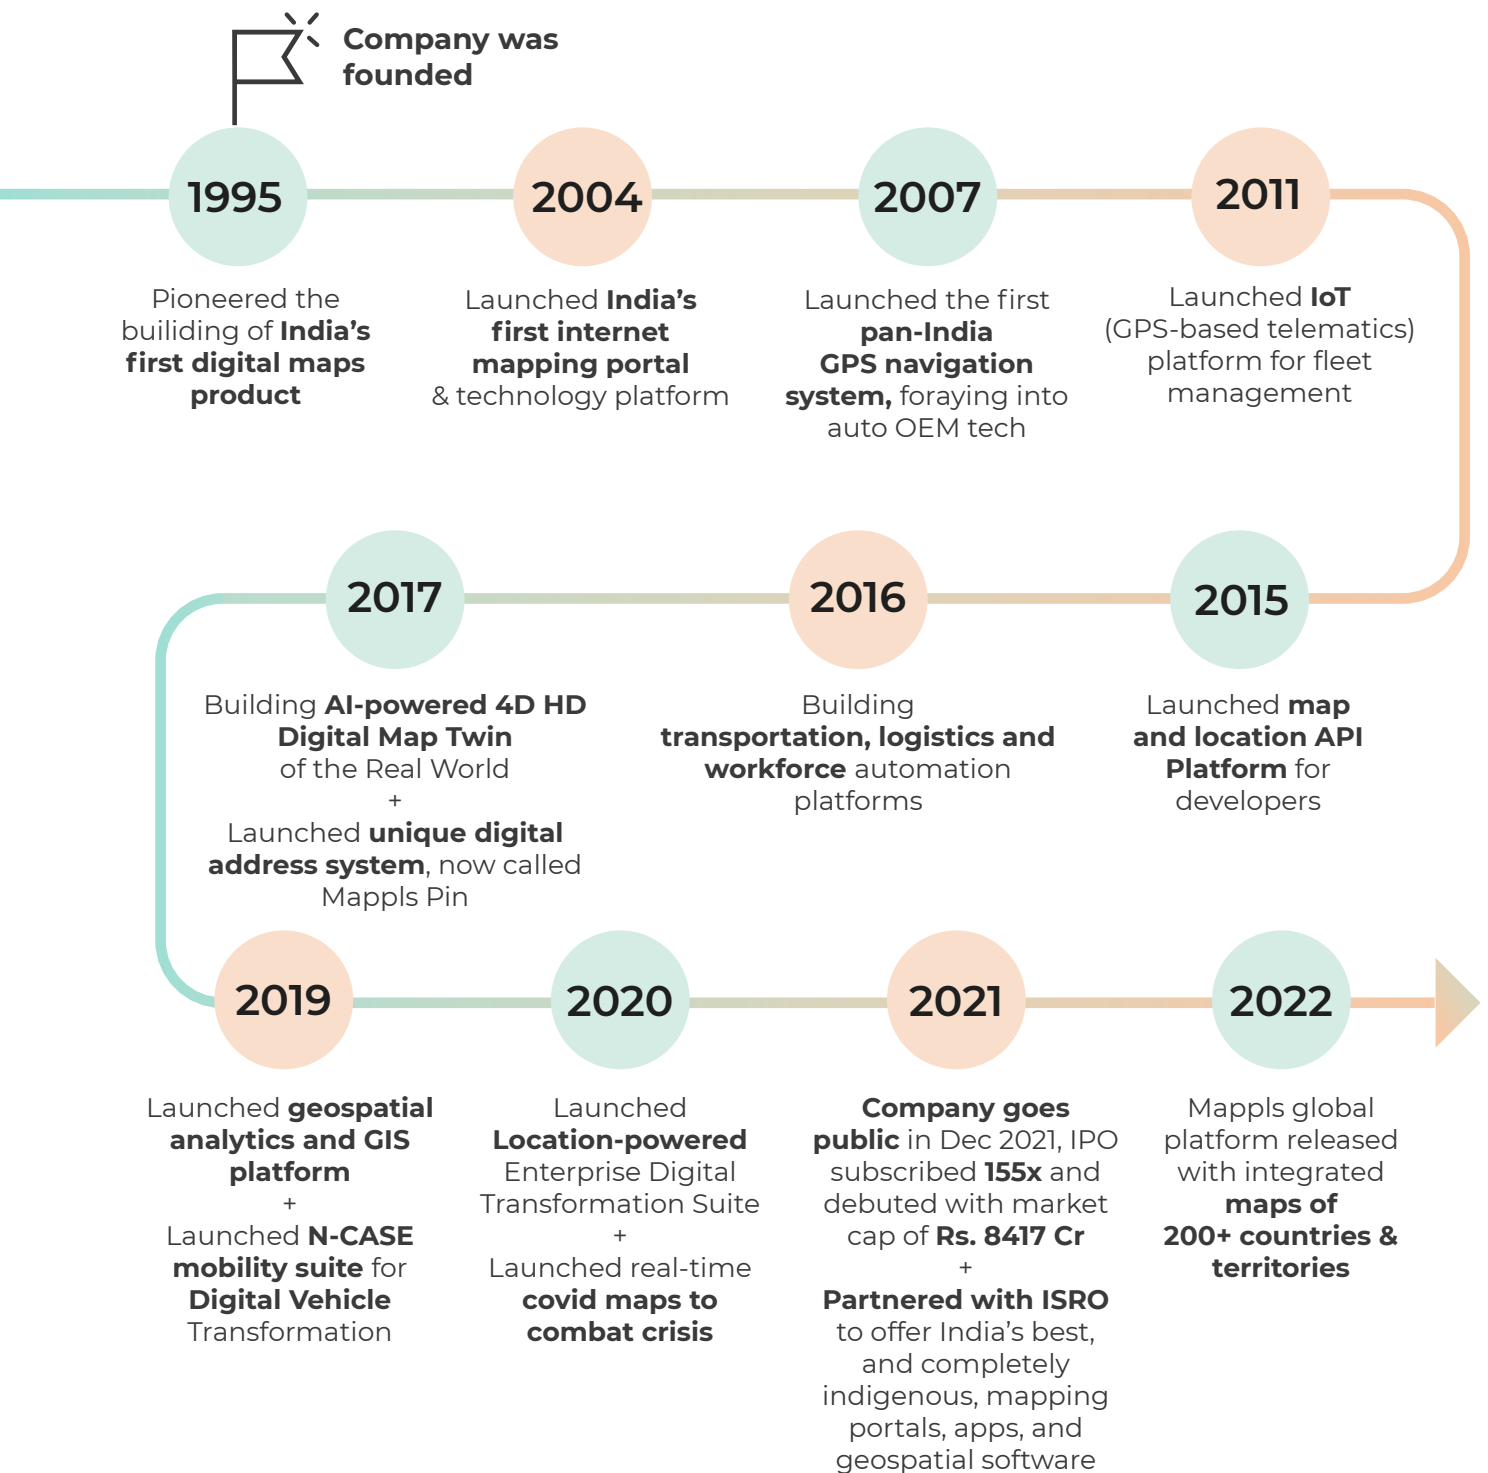 Company was
founded
1995
Pioneered the
builiding of India's
first digital maps
product
2004
Launched India's
first internet
mapping portal
& technology platform
2007
Launched the first
pan-India
GPS navigation
system, foraying into
auto OEM tech
2011
Launched IoT
(GPS-based telematics)
platform for fleet
management
2015
Launched map
and location API
Platform for
developers
2016
Building
transportation, logistics and
workforce automation
platforms
2017
Building AI-powered 4D HD
Digital Map Twin
of the Real World
+
Launched unique digital
address system, now called
Mappls Pin
2019
Launched geospatial
analytics and GIS
platform
+
Launched N-CASE
mobility suite for
Digital Vehicle
Transformation
2020
Launched
Location-powered
Enterprise Digital
Transformation Suite
+
Launched real-time
covid maps to
combat crisis
2021
Company goes
public in Dec 2021, IPO
subscribed 155x and
debuted with market
cap of Rs. 8417 Cr
+
Partnered with ISRO
to offer India's best,
and completely
indigenous, mapping
portals, apps, and
geospatial software
2022
Mappls global
platform released
with integrated
maps of
200+ countries &
territories